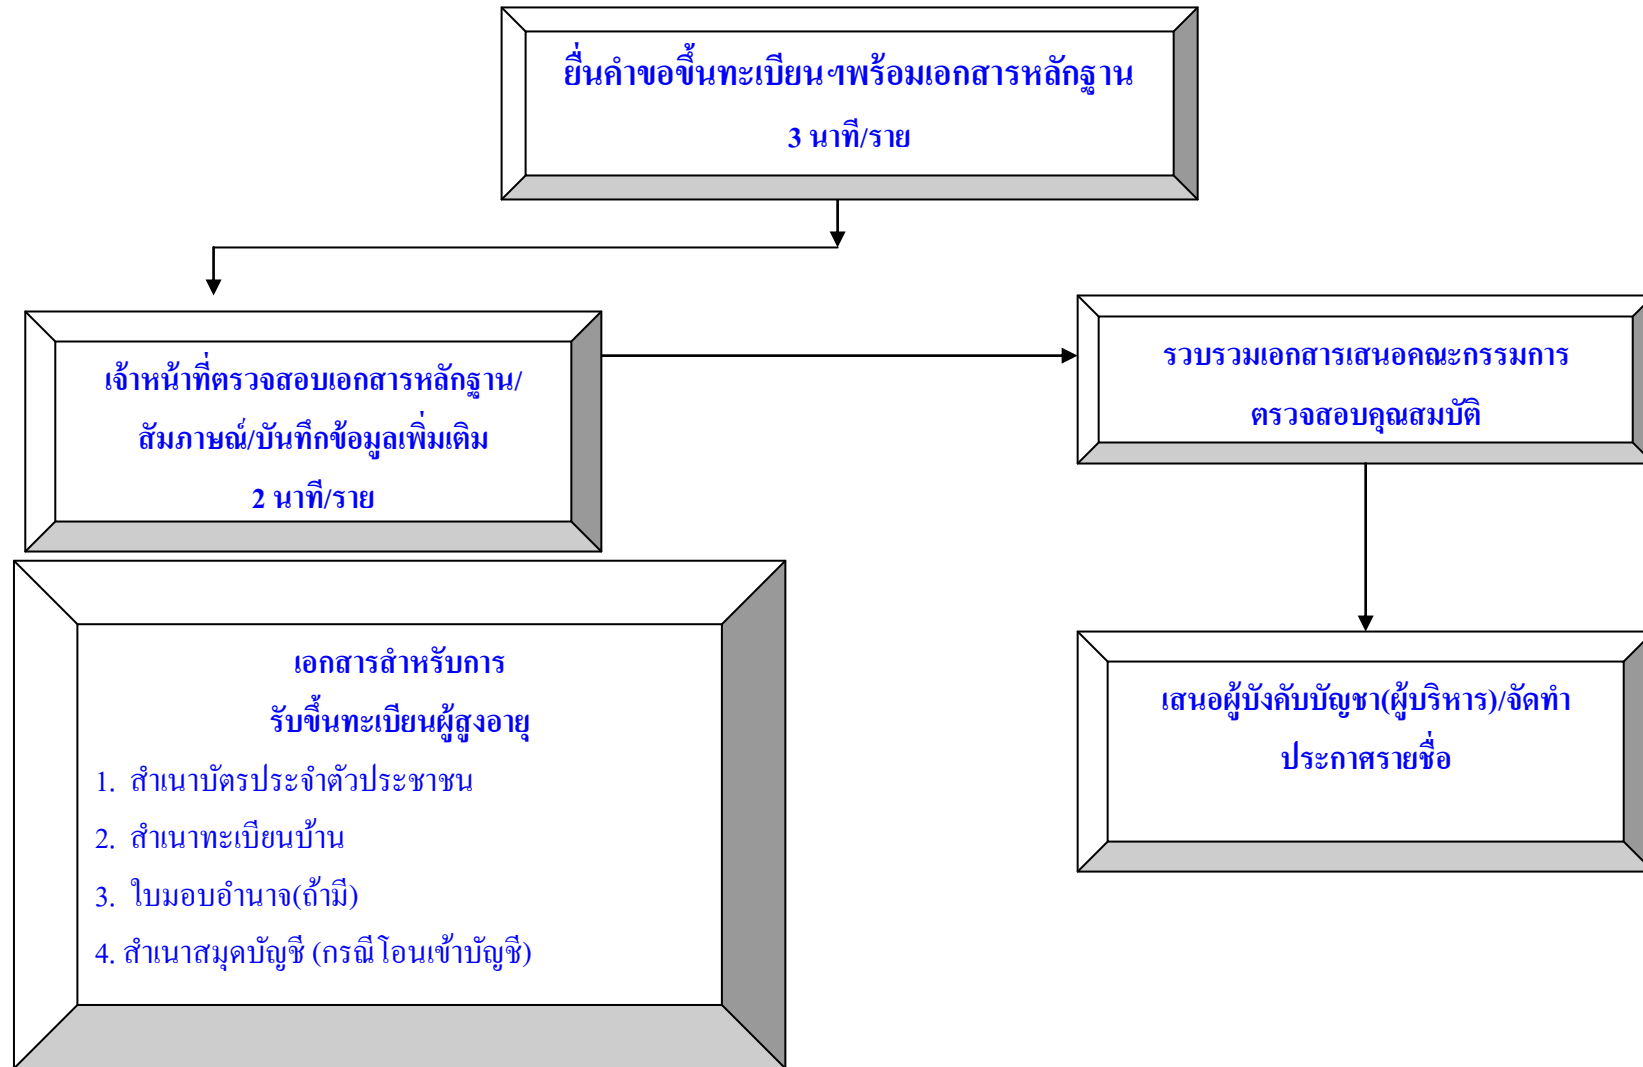 ยื่นคำขอขึ้นทะเบียนฯพร้อมเอกสารหลักฐาน
3 นาที/ราย
เจ้าหน้าที่ตรวจสอบเอกสารหลักฐาน/
สัมภาษณ์/บันทึกข้อมูลเพิ่มเติม
2 นาที/ราย
รวบรวมเอกสารเสนอคณะกรรมการ
ตรวจสอบคุณสมบัติ
เอกสารสำหรับการ
รับขึ้นทะเบียนผู้สูงอายุ
1. สำเนาบัตรประจำตัวประชาชน
2. สำเนาทะเบียนบ้าน
3. ใบมอบอำนาจ(ถ้ามี)
4. สำเนาสมุดบัญชี (กรณีโอนเข้าบัญชี)
เสนอผู้บังคับบัญชา(ผู้บริหาร)/จัดทำ
ประกาศรายชื่อ